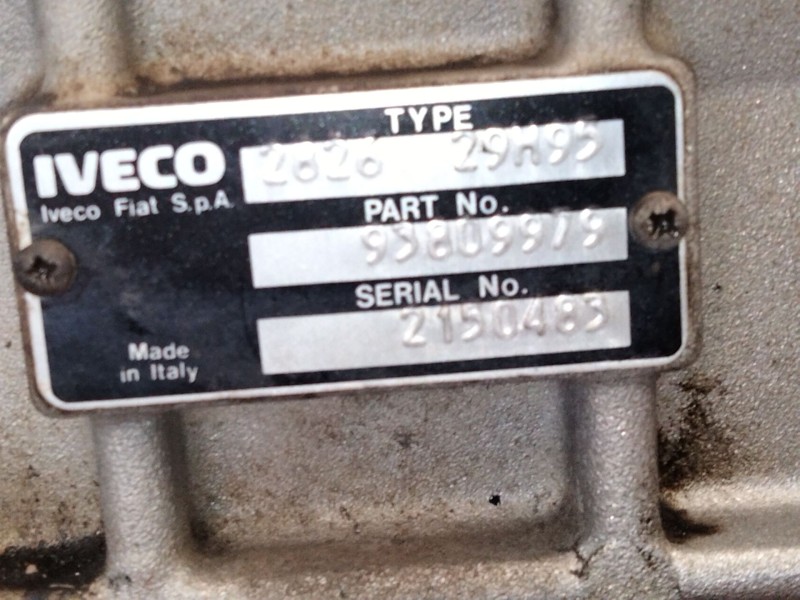 TYPE
IVECO 2826 29H95
Iveco Fiat S.p.A.
PART No.
93809979
SERIAL No.
2150483
Made
in Italy